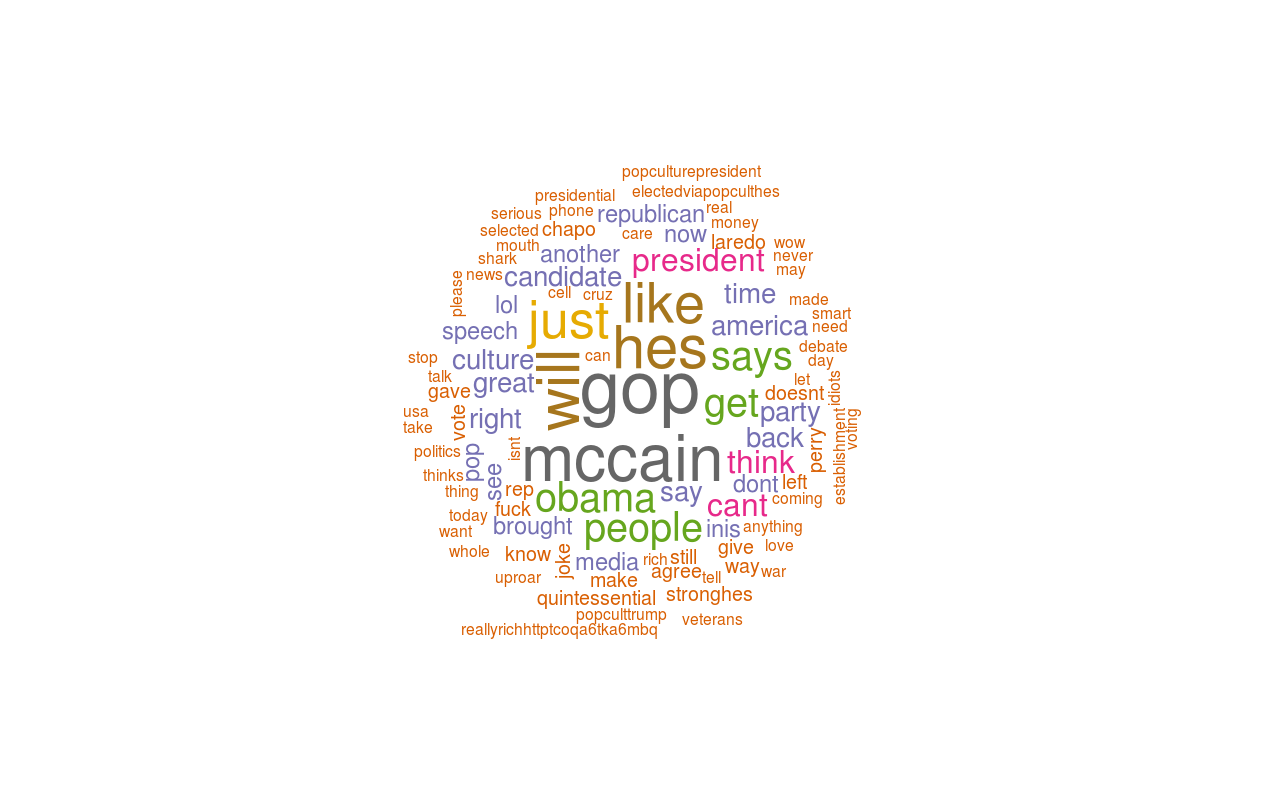 popculturepresident
presidential electedviapopculthes
serious phone republican real
selected chapo care now money
mouth another president laredo wow
shark never
news candidate may
please cell cruz like time made
lol just america smart
speech hes need
stop culture will can says debate
talk great gop day
gave get let
usa doesnt idiots
take vote right party
politics pop isnt mccain back perry establishment voting
thinks see think
thing rep obama say dont left
today fuck cant coming
want brought people inis anything
whole know joke media rich still give love
uproar make agree tell way war
quintessential stronghes
popculttrump veterans
reallyrichhttptcoqa6tka6mbq